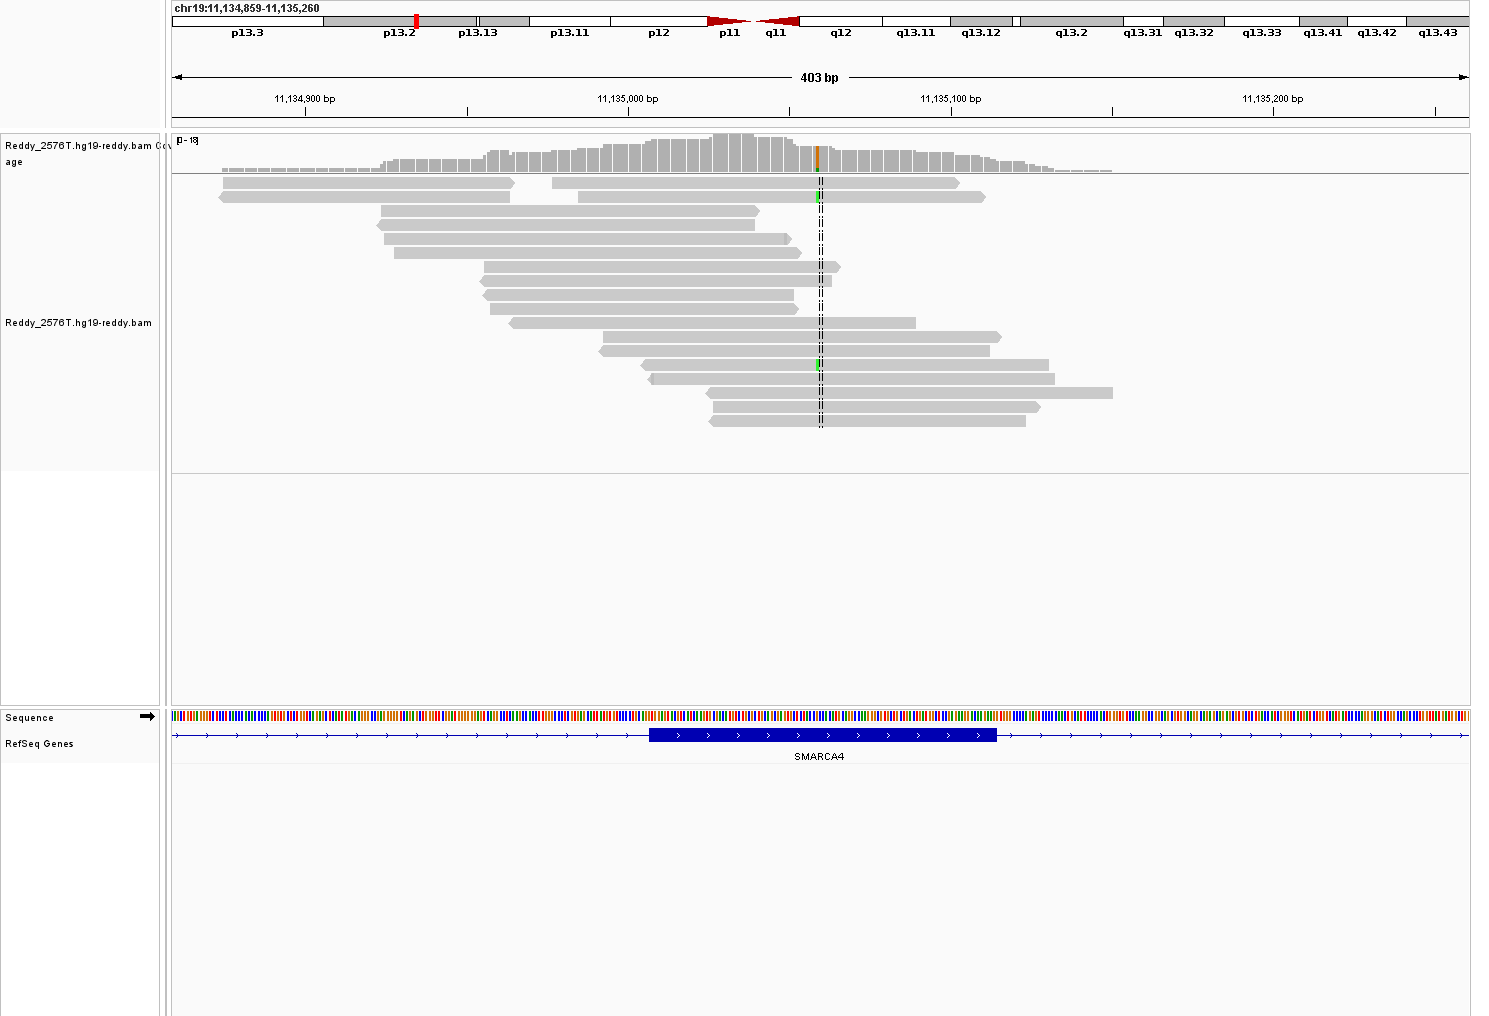 chr19:11,134,859-11,135,260
p13.3 p13.2 p13.13 p13.11 p12 p11 q11 q12 q13.11 q13.12 q13.2 q13.31 q13.32 q13.33 q13.41 q13.42 q13.43
403 bp
11,134,900 bp 11,135,000 bp 11,135,100 bp 11,135,200 bp
[0 - 18]
Reddy_2576T.hg19-reddy.bam Cov
age
Reddy_2576T.hg19-reddy.bam
Sequence
RefSeq Genes
SMARCA4